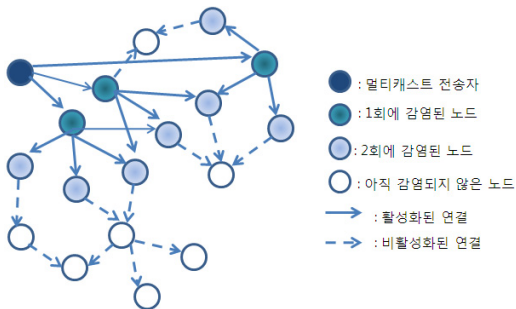 : 멀티캐스트 전송자
: 1회에 감염된 노드
: 2회에 감염된 노드
: 아직 감염되지 않은 노드
: 활성화된 연결
: 비활성화된 연결